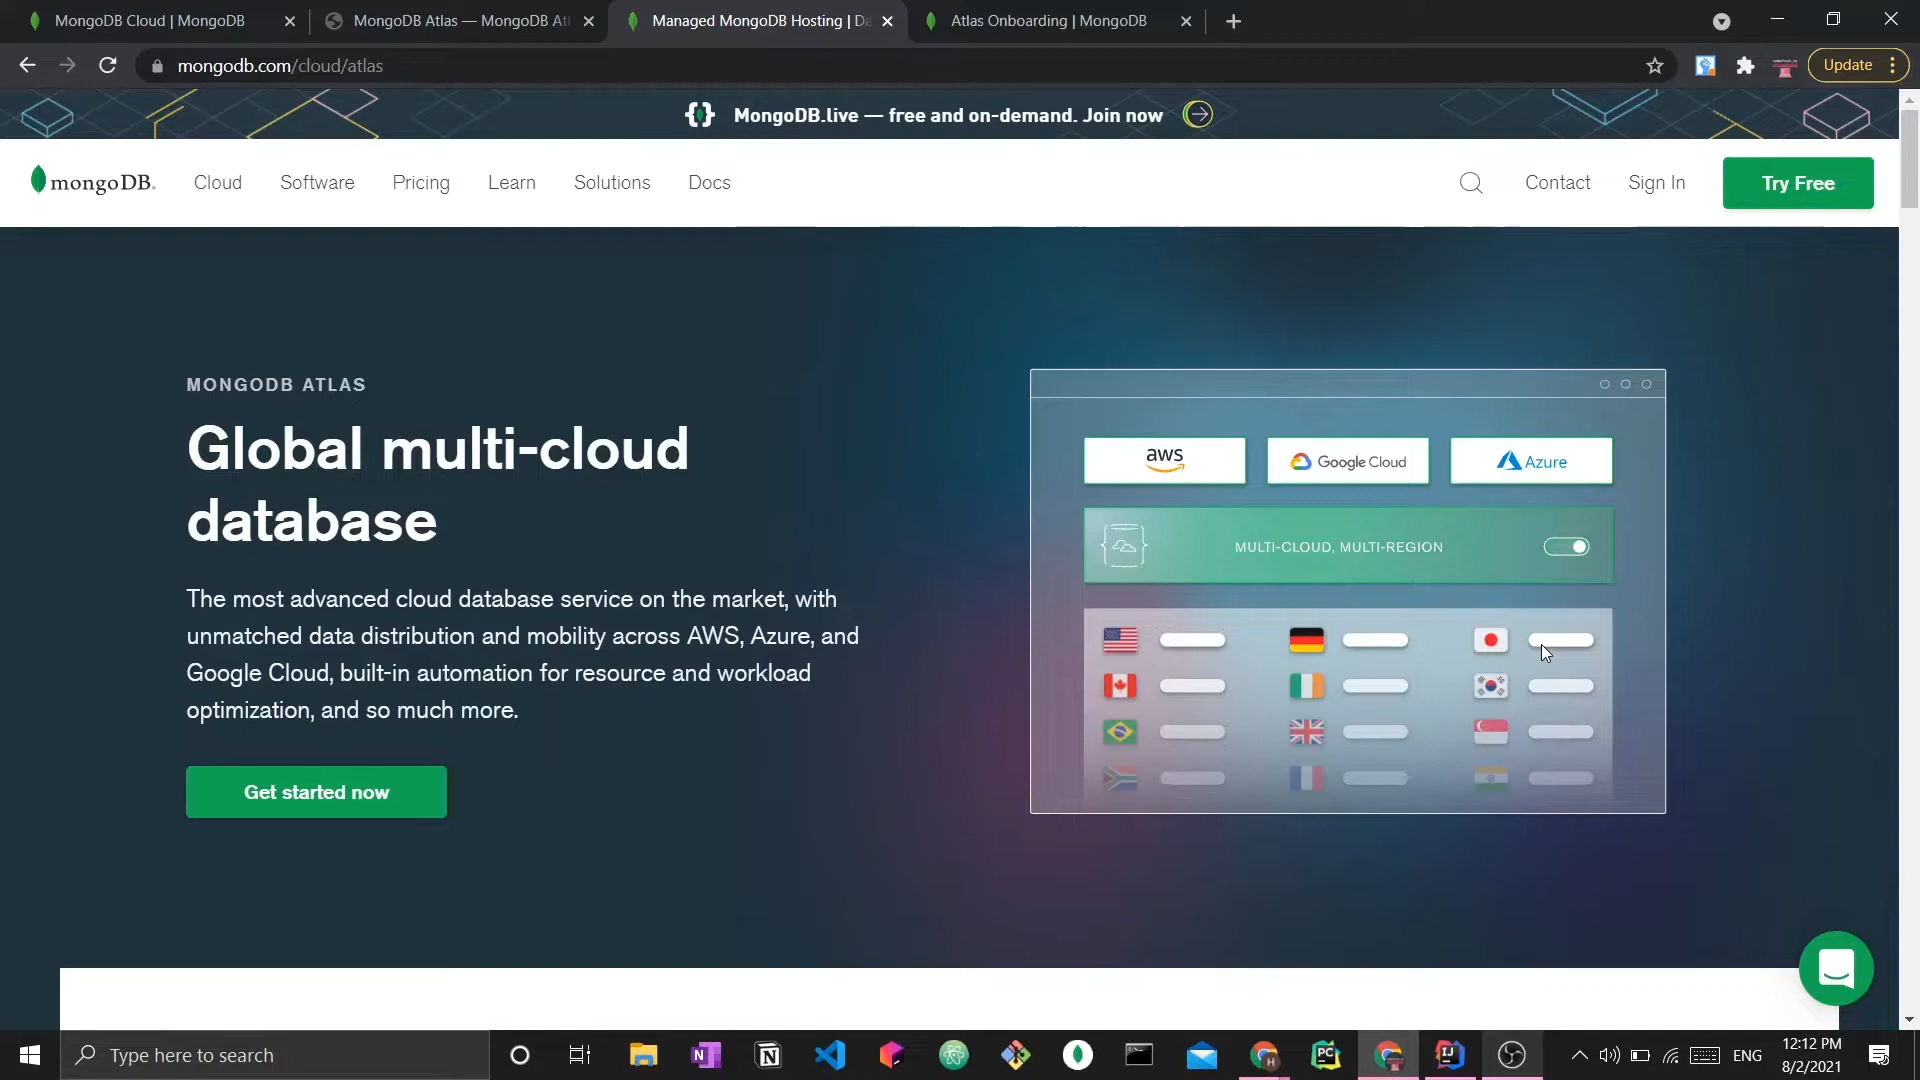 MongoDB Cloud | MongoDB
MongoDB Atlas — MongoDB Atl
Managed MongoDB Hosting | Da
Atlas Onboarding | MongoDB
mongodb.com/cloud/atlas
Update
MongoDB.live — free and on-demand. Join now
mongoDB.
Cloud
Software
Pricing
Learn
Solutions
Docs
Contact
Sign In
Try Free
MONGODB ATLAS
Global multi-cloud
database
The most advanced cloud database service on the market, with
unmatched data distribution and mobility across AWS, Azure, and
Google Cloud, built-in automation for resource and workload
optimization, and so much more.
Get started now
aws
Google Cloud
Azure
MULTI-CLOUD, MULTI-REGION
Type here to search
ENG
12:12 PM
8/2/2021